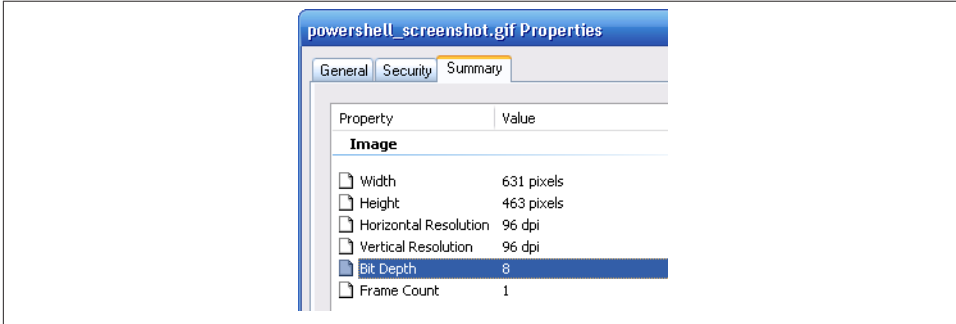 powershell_screenshot.gif Properties
General Security Summary
Property Value
Image
Width 631 pixels
Height 463 pixels
Horizontal Resolution 96 dpi
Vertical Resolution 96 dpi
Bit Depth 8
Frame Count 1